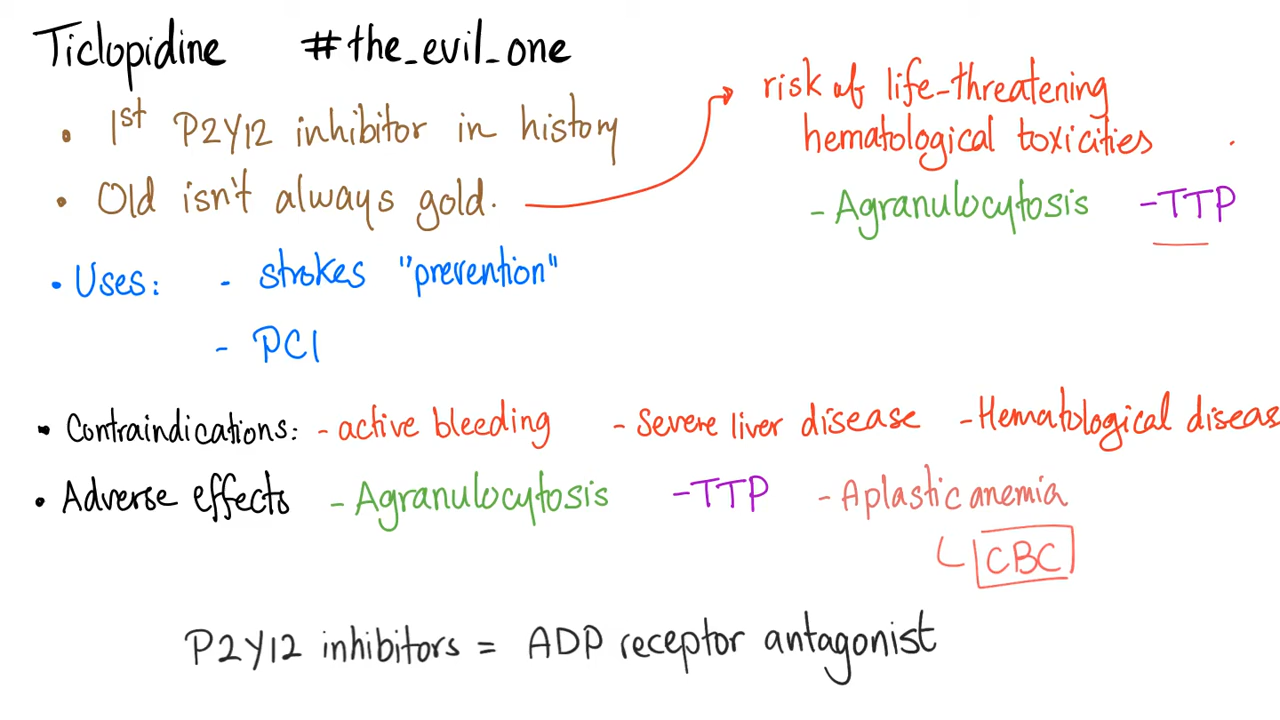 Ticlopidine #the_evil_one
• 1st P2Y12 inhibitor in history
• Old isn't always gold.
risk of life-threatening
hematological toxicities
- Agranulocytosis - TTP
• Uses: - strokes "prevention"
- PCI
• Contraindications: - active bleeding - Severe liver disease - Hematological diseas
• Adverse effects - Agranulocytosis - TTP - Aplastic anemia
CBC
P2Y12 inhibitors = ADP receptor antagonist